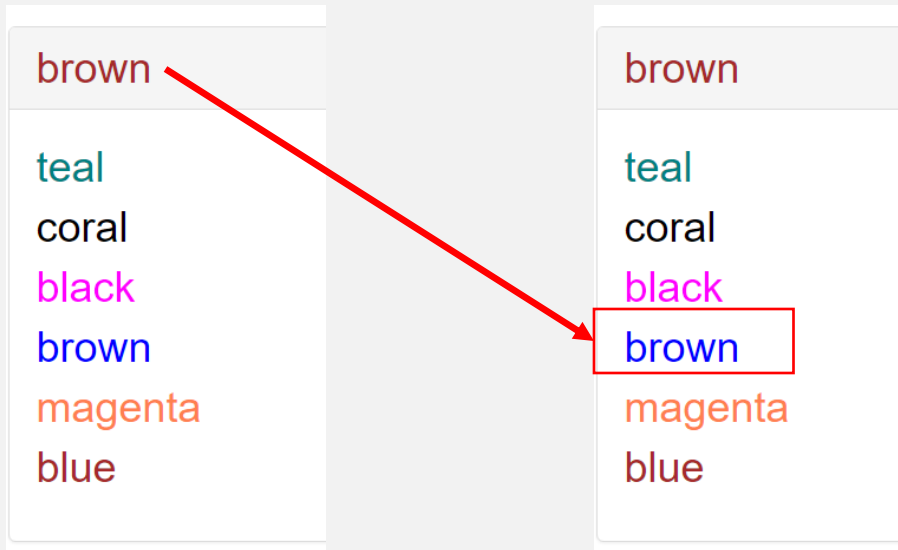 brown
teal
coral
black
brown
magenta
blue
brown
teal
coral
black
brown
magenta
blue